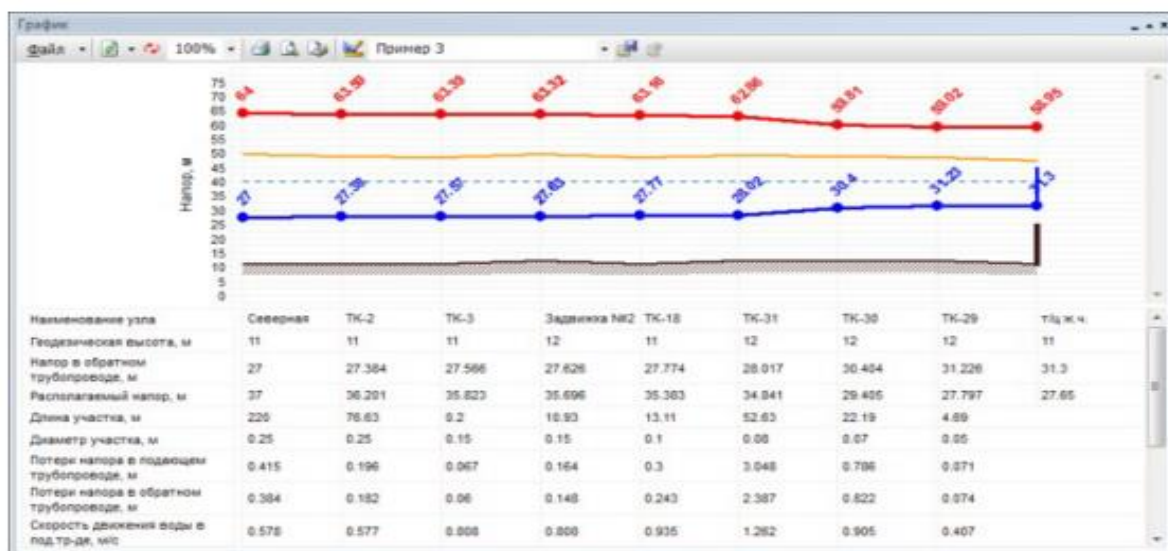 График
Файл 100% Пример 3
75
70
65
60
55
50
45
40
35
30
25
20
15
10
5
0
Напор, м
64 63.59 63.39 63.32 63.16 62.86 59.81 59.02 58.95
27 27.38 27.57 27.63 27.77 28.02 30.4 31.23 31.3
Наименование узла Северная ТК-2 ТК-3 Задвижка №2 ТК-18 ТК-31 ТК-30 ТК-29 т/ц ж.ч.
Геодезическая высота, м 11 11 11 12 11 12 12 12 11
Напор в обратном
трубопроводе, м 27 27.384 27.566 27.626 27.774 28.017 30.404 31.226 31.3
Располагаемый напор, м 37 36.201 35.823 35.696 35.383 34.841 29.405 27.797 27.65
Длина участка, м 220 76.63 0.2 10.93 13.11 52.63 22.19 4.69
Диаметр участка, м 0.25 0.25 0.15 0.15 0.1 0.08 0.07 0.05
Потери напора в подающем
трубопроводе, м 0.415 0.196 0.067 0.164 0.3 3.048 0.786 0.071
Потери напора в обратном
трубопроводе, м 0.384 0.182 0.06 0.148 0.243 2.387 0.822 0.074
Скорость движения воды в
под.тр-де, м/с 0.578 0.577 0.808 0.808 0.935 1.262 0.905 0.407